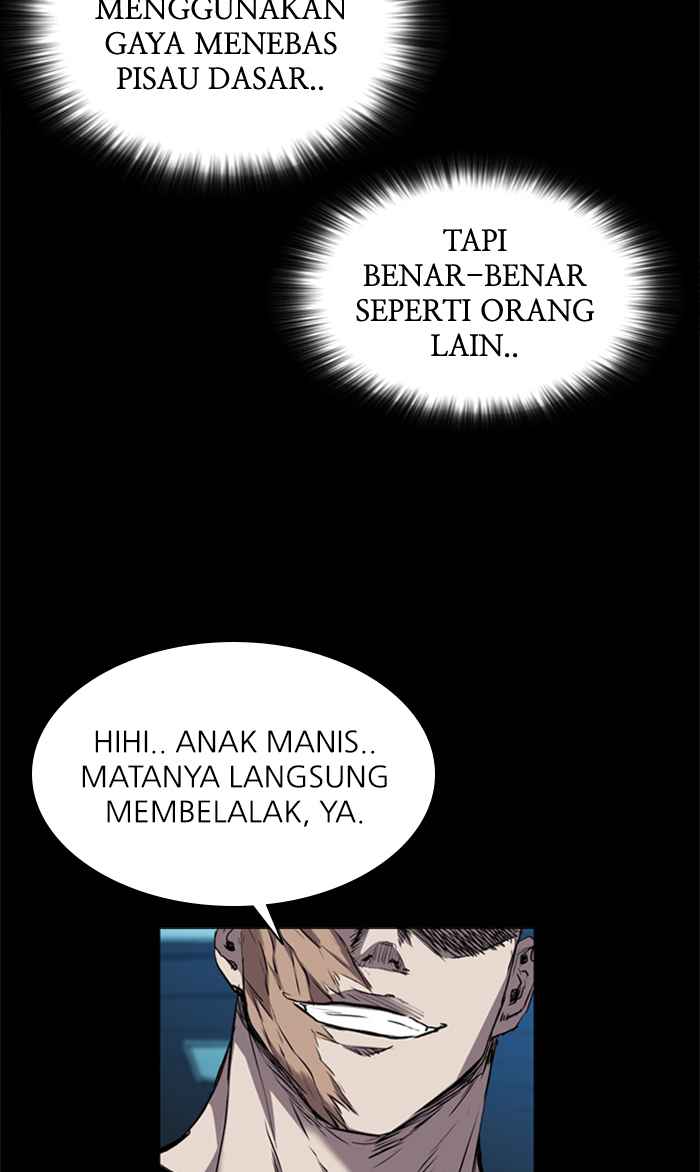 MENGGUNAKAN
GAYA MENEBAS
PISAU DASAR..
TAPI
BENAR-BENAR
SEPERTI ORANG
LAIN..
HIHI.. ANAK MANIS..
MATANYA LANGSUNG
MEMBELALAK, YA.